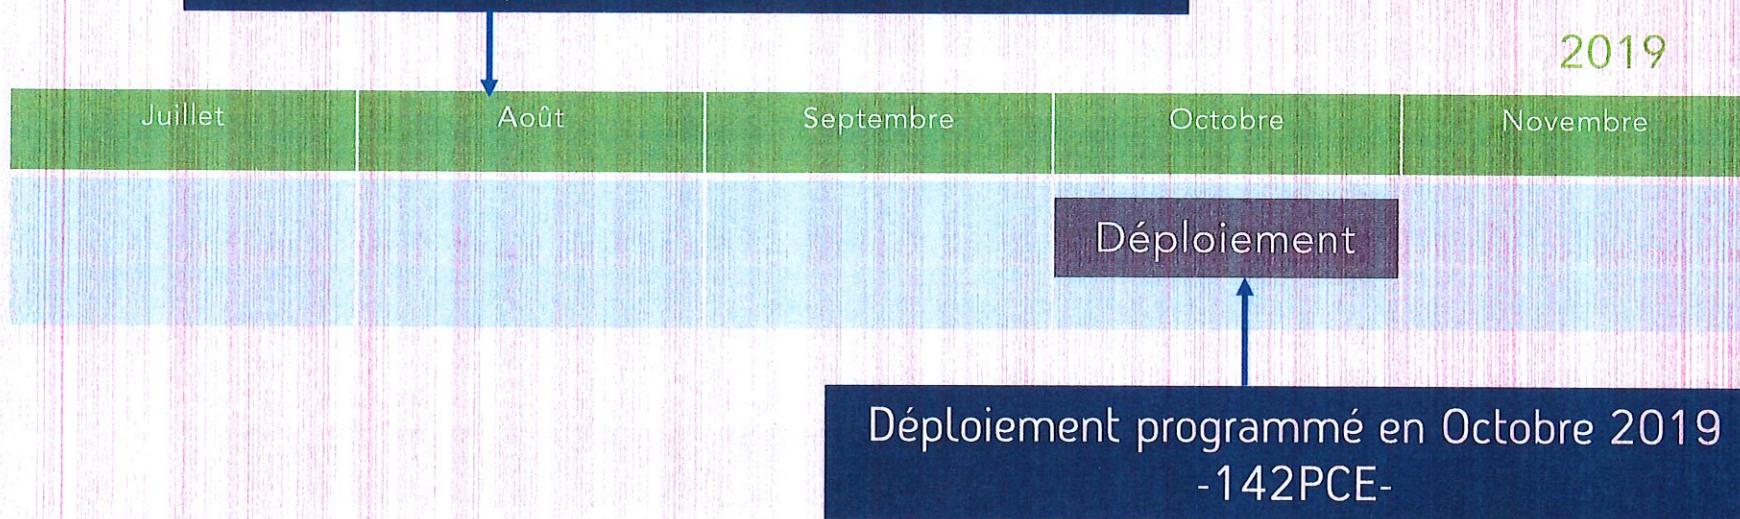 2019
Juillet Août Septembre Octobre Novembre
Déploiement
Déploiement programmé en Octobre 2019
-142PCE-